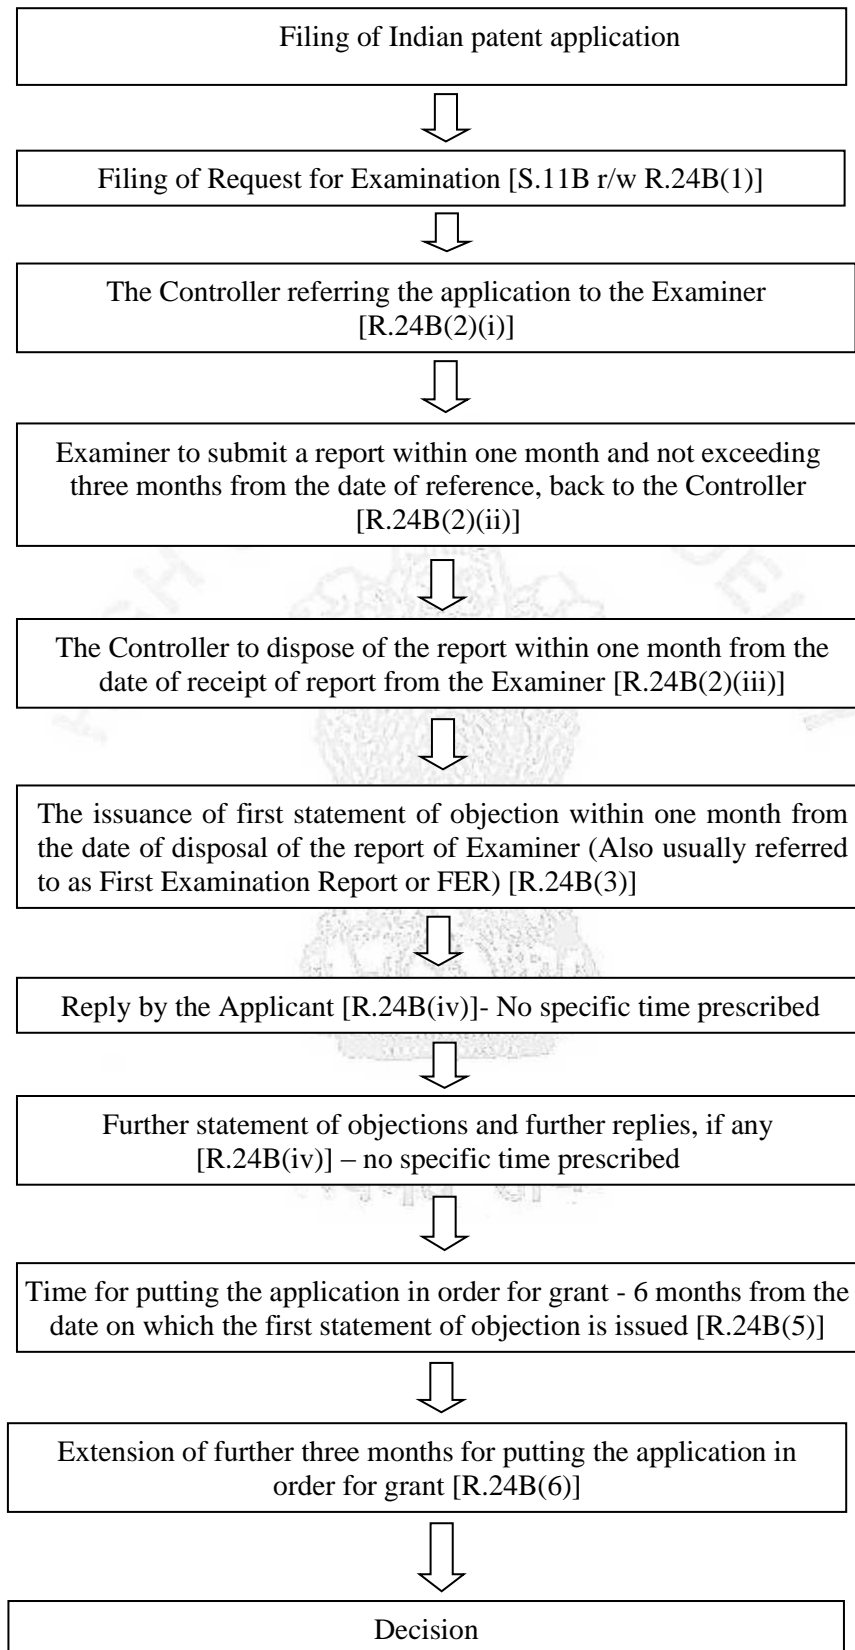 Filing of Indian patent application
Filing of Request for Examination [S.11B r/w R.24B(1)]
The Controller referring the application to the Examiner
[R.24B(2)(i)]
Examiner to submit a report within one month and not exceeding
three months from the date of reference, back to the Controller
[R.24B(2)(ii)]
The Controller to dispose of the report within one month from the
date of receipt of report from the Examiner [R.24B(2)(iii)]
The issuance of first statement of objection within one month from
the date of disposal of the report of Examiner (Also usually referred
to as First Examination Report or FER) [R.24B(3)]
Reply by the Applicant [R.24B(iv)]- No specific time prescribed
Further statement of objections and further replies, if any
[R.24B(iv)] – no specific time prescribed
Time for putting the application in order for grant - 6 months from the
date on which the first statement of objection is issued [R.24B(5)]
Extension of further three months for putting the application in
order for grant [R.24B(6)]
Decision